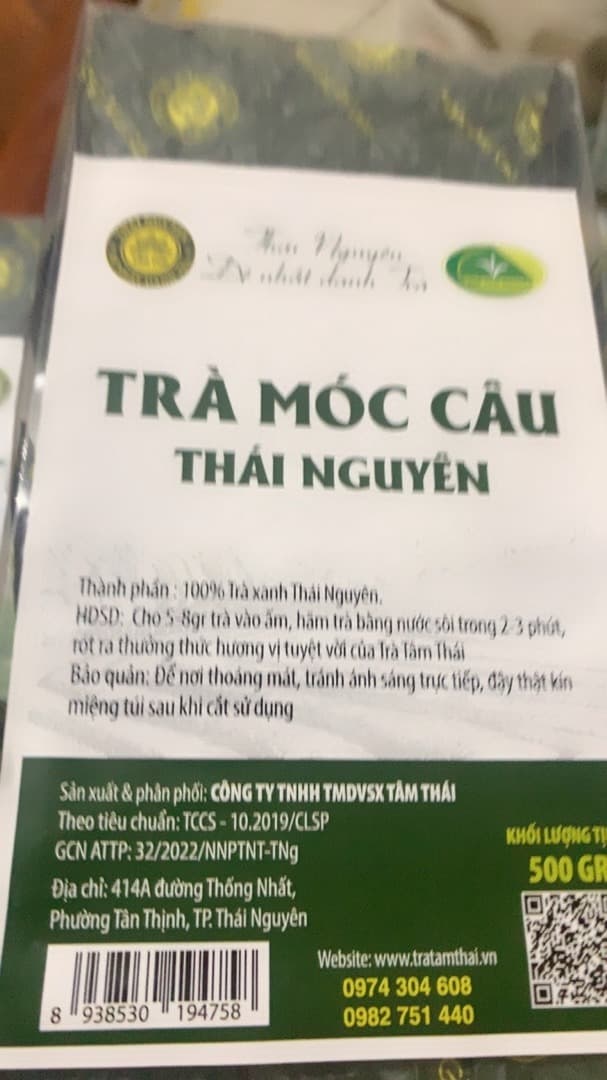 Thái Nguyên
Đệ nhất danh Trà
TRÀ MÓC CÂU
THÁI NGUYÊN
Thành phần : 100% Trà xanh Thái Nguyên.
HDSD: Cho 5-8gr trà vào ấm, hãm trà bằng nước sôi trong 2-3 phút,
rót ra thưởng thức hương vị tuyệt vời của Trà Tâm Thái
Bảo quản: Để nơi thoáng mát, tránh ánh sáng trực tiếp, đậy thật kín
miệng túi sau khi cắt sử dụng
Sản xuất & phân phối: CÔNG TY TNHH TMDVSX TÂM THÁI
Theo tiêu chuẩn: TCCS - 10.2019/CLSP
GCN ATTP: 32/2022/NNPTNT-TNg
Địa chỉ: 414A đường Thống Nhất,
Phường Tân Thịnh, TP. Thái Nguyên
KHỐI LƯỢNG TỊ
500 GR
Website: www.tratamthai.vn
0974 304 608
0982 751 440
8 938530 194758